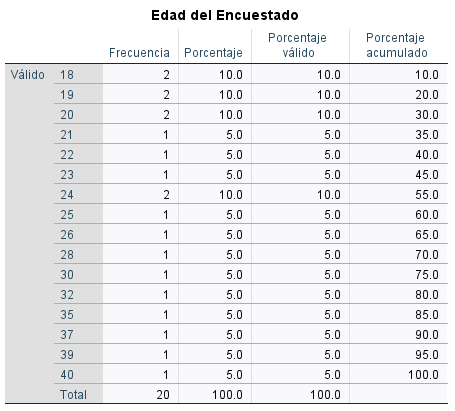 Edad del Encuestado
Frecuencia Porcentaje Porcentaje válido Porcentaje acumulado
Válido 18 2 10.0 10.0 10.0
19 2 10.0 10.0 20.0
20 2 10.0 10.0 30.0
21 1 5.0 5.0 35.0
22 1 5.0 5.0 40.0
23 1 5.0 5.0 45.0
24 2 10.0 10.0 55.0
25 1 5.0 5.0 60.0
26 1 5.0 5.0 65.0
28 1 5.0 5.0 70.0
30 1 5.0 5.0 75.0
32 1 5.0 5.0 80.0
35 1 5.0 5.0 85.0
37 1 5.0 5.0 90.0
39 1 5.0 5.0 95.0
40 1 5.0 5.0 100.0
Total 20 100.0 100.0